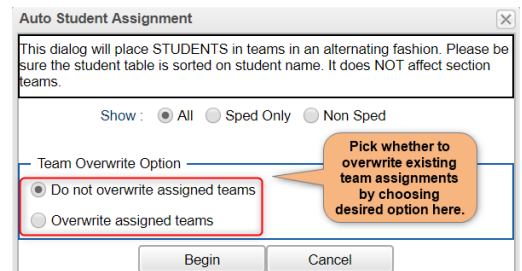 Auto Student Assignment
This dialog will place STUDENTS in teams in an alternating fashion. Please be
sure the student table is sorted on student name. It does NOT affect section
teams.
Show : All Sped Only Non Sped
Team Overwrite Option
Do not overwrite assigned teams
Overwrite assigned teams
Pick whether to
overwrite existing
team assignments
by choosing
desired option here.
Begin Cancel